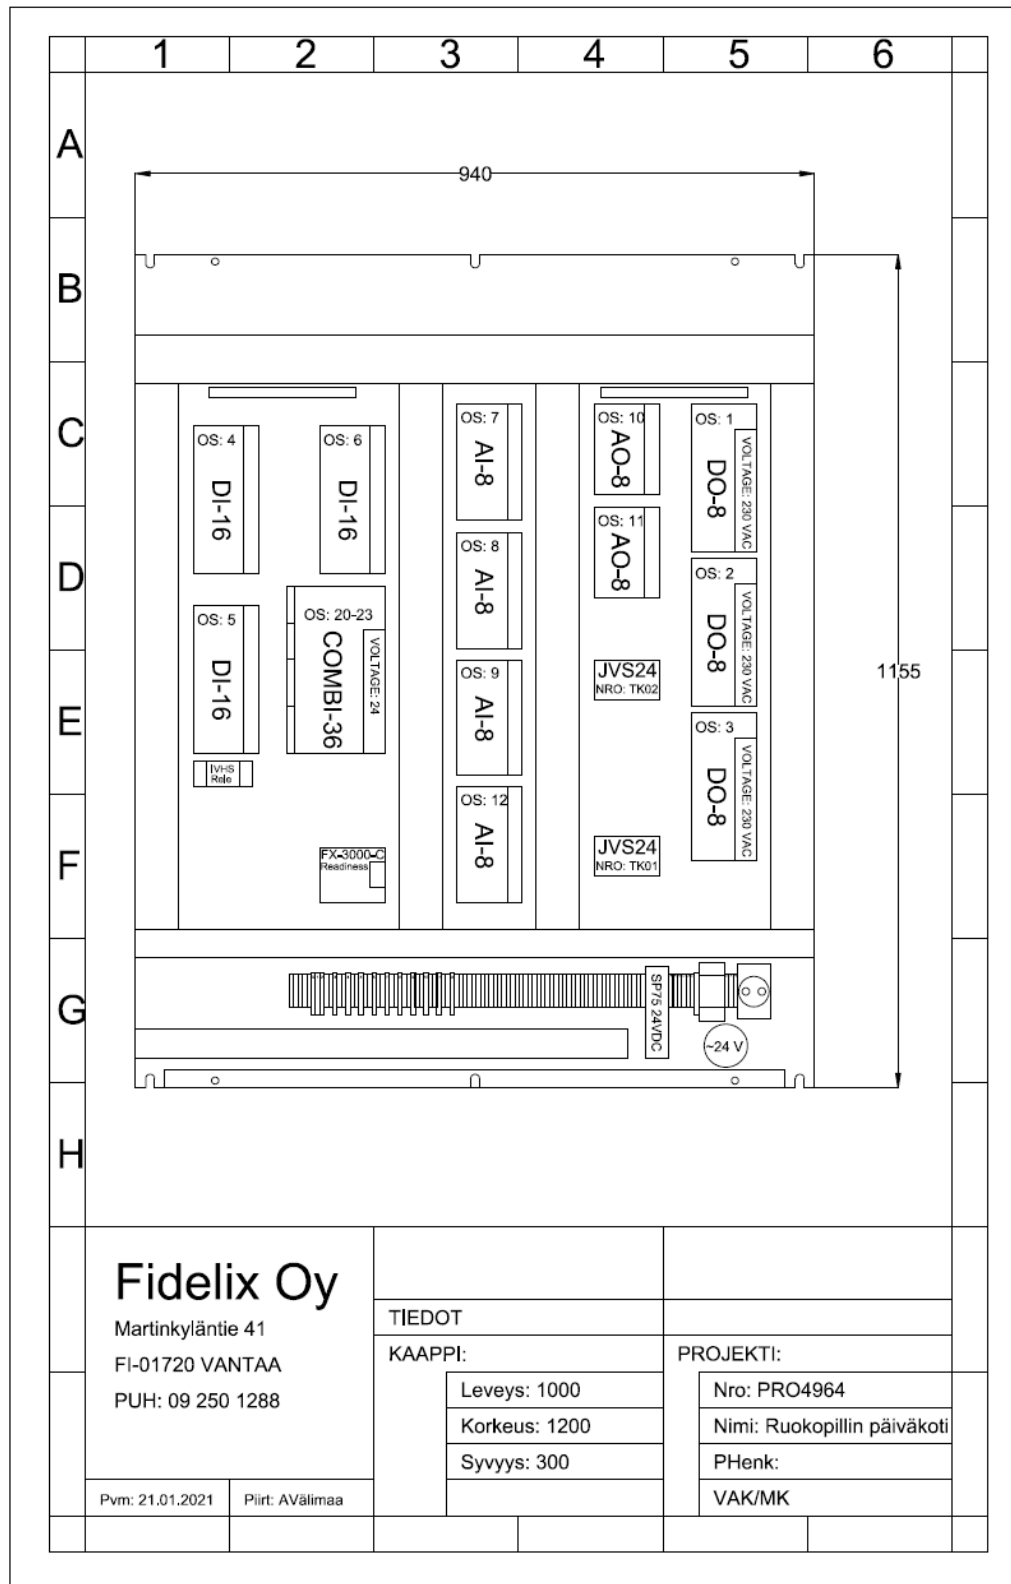 1 2 3 4 5 6
A
B
C
D
E
F
G
H
940
1155
OS: 4
DI-16
OS: 6
DI-16
OS: 5
DI-16
OS: 20-23
COMBI-36
VOLTAGE: 24
IVHS
Rele
FX-3000-C
Readiness
OS: 7
AI-8
OS: 8
AI-8
OS: 9
AI-8
OS: 12
AI-8
OS: 10
AO-8
OS: 11
AO-8
JVS24
NRO: TK02
JVS24
NRO: TK01
OS: 1
DO-8
VOLTAGE: 230 VAC
OS: 2
DO-8
VOLTAGE: 230 VAC
OS: 3
DO-8
VOLTAGE: 230 VAC
SP75 24VDC
~24 V
Fidelix Oy
Martinkyläntie 41
FI-01720 VANTAA
PUH: 09 250 1288
Pvm: 21.01.2021 Piirt: AVälimaa
TIEDOT
KAAPPI:
Leveys: 1000
Korkeus: 1200
Syvyys: 300
PROJEKTI:
Nro: PRO4964
Nimi: Ruokopillin päiväkoti
PHenk:
VAK/MK